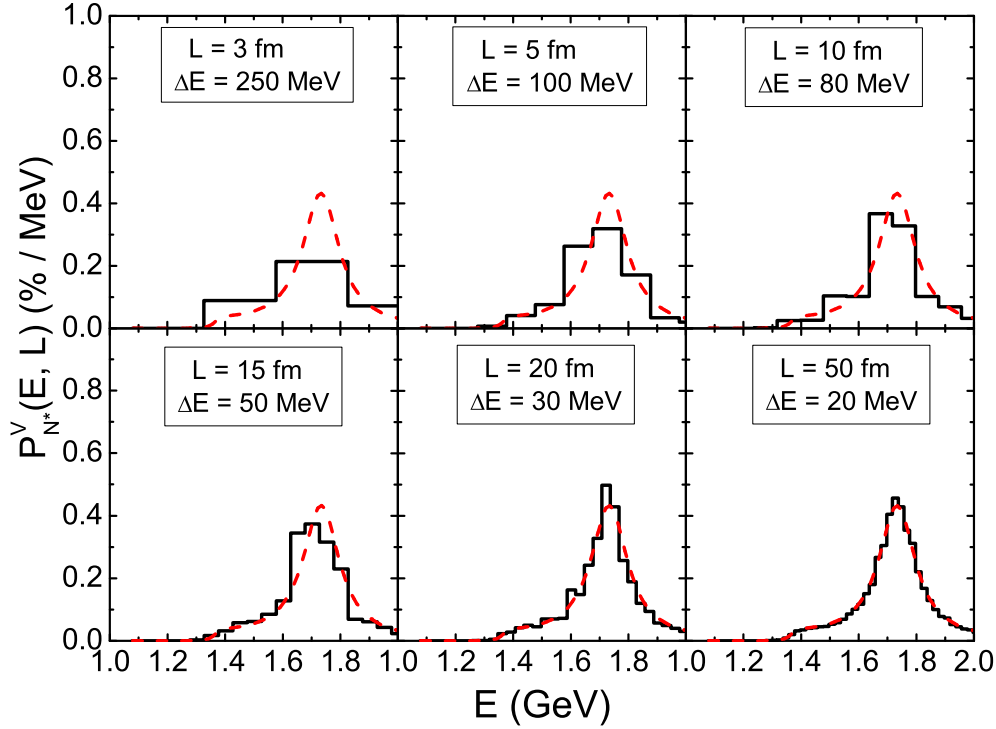 L = 3 fm
ΔE = 250 MeV
L = 5 fm
ΔE = 100 MeV
L = 10 fm
ΔE = 80 MeV
1.0
0.8
0.6
0.4
0.2
0.0
L = 15 fm
ΔE = 50 MeV
L = 20 fm
ΔE = 30 MeV
L = 50 fm
ΔE = 20 MeV
0.8
0.6
0.4
0.2
0.0
1.0 1.2 1.4 1.6 1.8 1.0 1.2 1.4 1.6 1.8 1.0 1.2 1.4 1.6 1.8 2.0
E (GeV)
P^V_N*(E, L) (% / MeV)